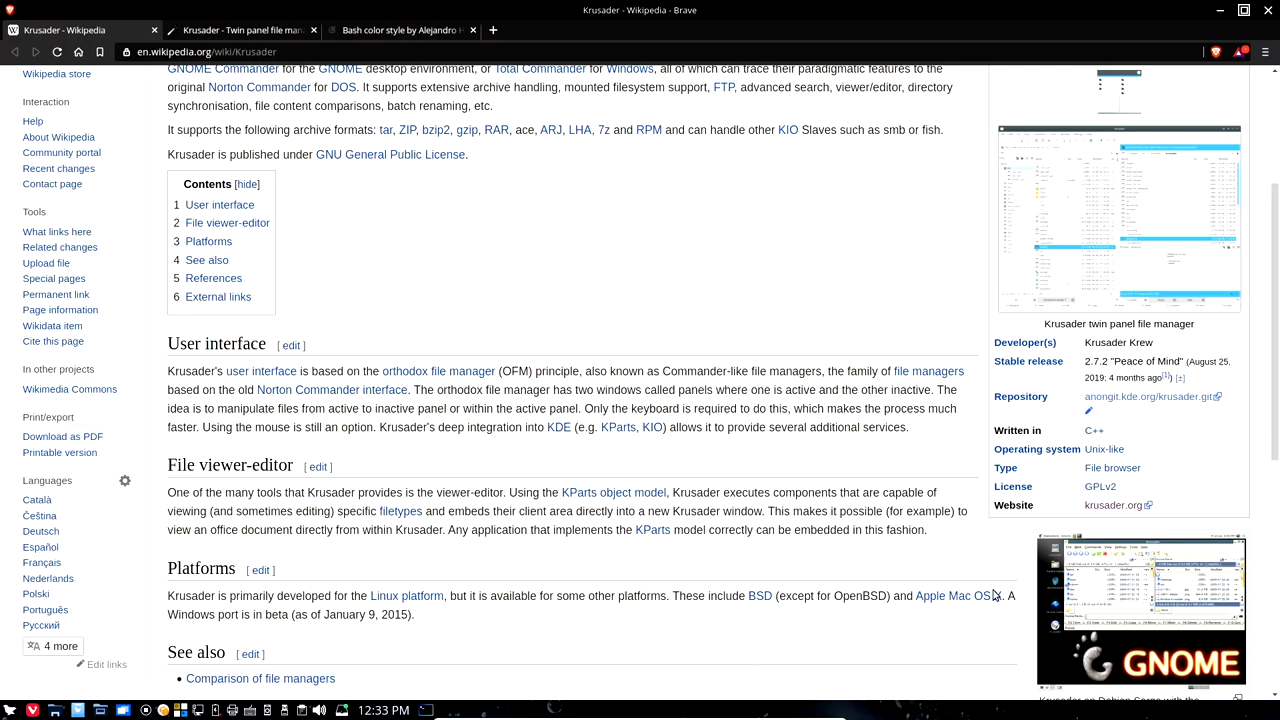 Krusader - Wikipedia - Brave
Krusader - Wikipedia
Krusader - Twin panel file man
Bash color style by Alejandro H
en.wikipedia.org/wiki/Krusader
Wikipedia store
Interaction
Help
About Wikipedia
Community portal
Recent changes
Contact page
Tools
What links here
Related changes
Upload file
Special pages
Permanent link
Page information
Wikidata item
Cite this page
In other projects
Wikimedia Commons
Print/export
Download as PDF
Printable version
Languages
Català
Čeština
Deutsch
Español
Français
Nederlands
Polski
Português
Русский
4 more
Edit links
GNOME Commander for the GNOME environment, or Total Commander for Windows, all of which can trace their paradigmatic features to the
original Norton Commander for DOS. It supports extensive archive handling, mounted filesystems, FTP, advanced search, viewer/editor, directory
synchronisation, file content comparisons, batch renaming, etc.
It supports the following archive formats: tar, ZIP, bzip2, gzip, RAR, ace, ARJ, LHA, 7z and RPM and can handle other KIO Slaves such as smb or fish.
Krusader is published under the General Public License.
Contents [hide]
1 User interface
2 File viewer-editor
3 Platforms
4 See also
5 References
6 External links
User interface [ edit ]
Krusader's user interface is based on the orthodox file manager (OFM) principle, also known as Commander-like file managers, the family of file managers
based on the old Norton Commander interface. The orthodox file manager has two windows called panels where one is active and the other inactive. The
idea is to manipulate files from active to inactive panel or within the active panel. Only the keyboard is required to do this, which makes the process much
faster. Using the mouse is still an option. Krusader's deep integration into KDE (e.g. KParts, KIO) allows it to provide several additional services.
File viewer-editor [ edit ]
One of the many tools that Krusader provides is the viewer-editor. Using the KParts object model, Krusader executes components that are capable of
viewing (and sometimes editing) specific filetypes and embeds their client area directly into a new Krusader window. This makes it possible (for example) to
view an office document directly from within Krusader. Any application that implements the KParts model correctly can be embedded in this fashion.
Platforms [ edit ]
Krusader is primarily developed for the Linux platform but is also available for some other platforms. There exist
BSD (except for OpenBSD), Mac OS X. A
2015.
See also [ edit ]
Comparison of file managers
Krusader twin panel file manager
Developer(s) Krusader Krew
Stable release 2.7.2 "Peace of Mind" (August 25,
2019; 4 months ago[1]) [±]
Repository anongit.kde.org/krusader.git
Written in C++
Operating system Unix-like
Type File browser
License GPLv2
Website krusader.org
GNOME
Krusader on Debian Sarge with the